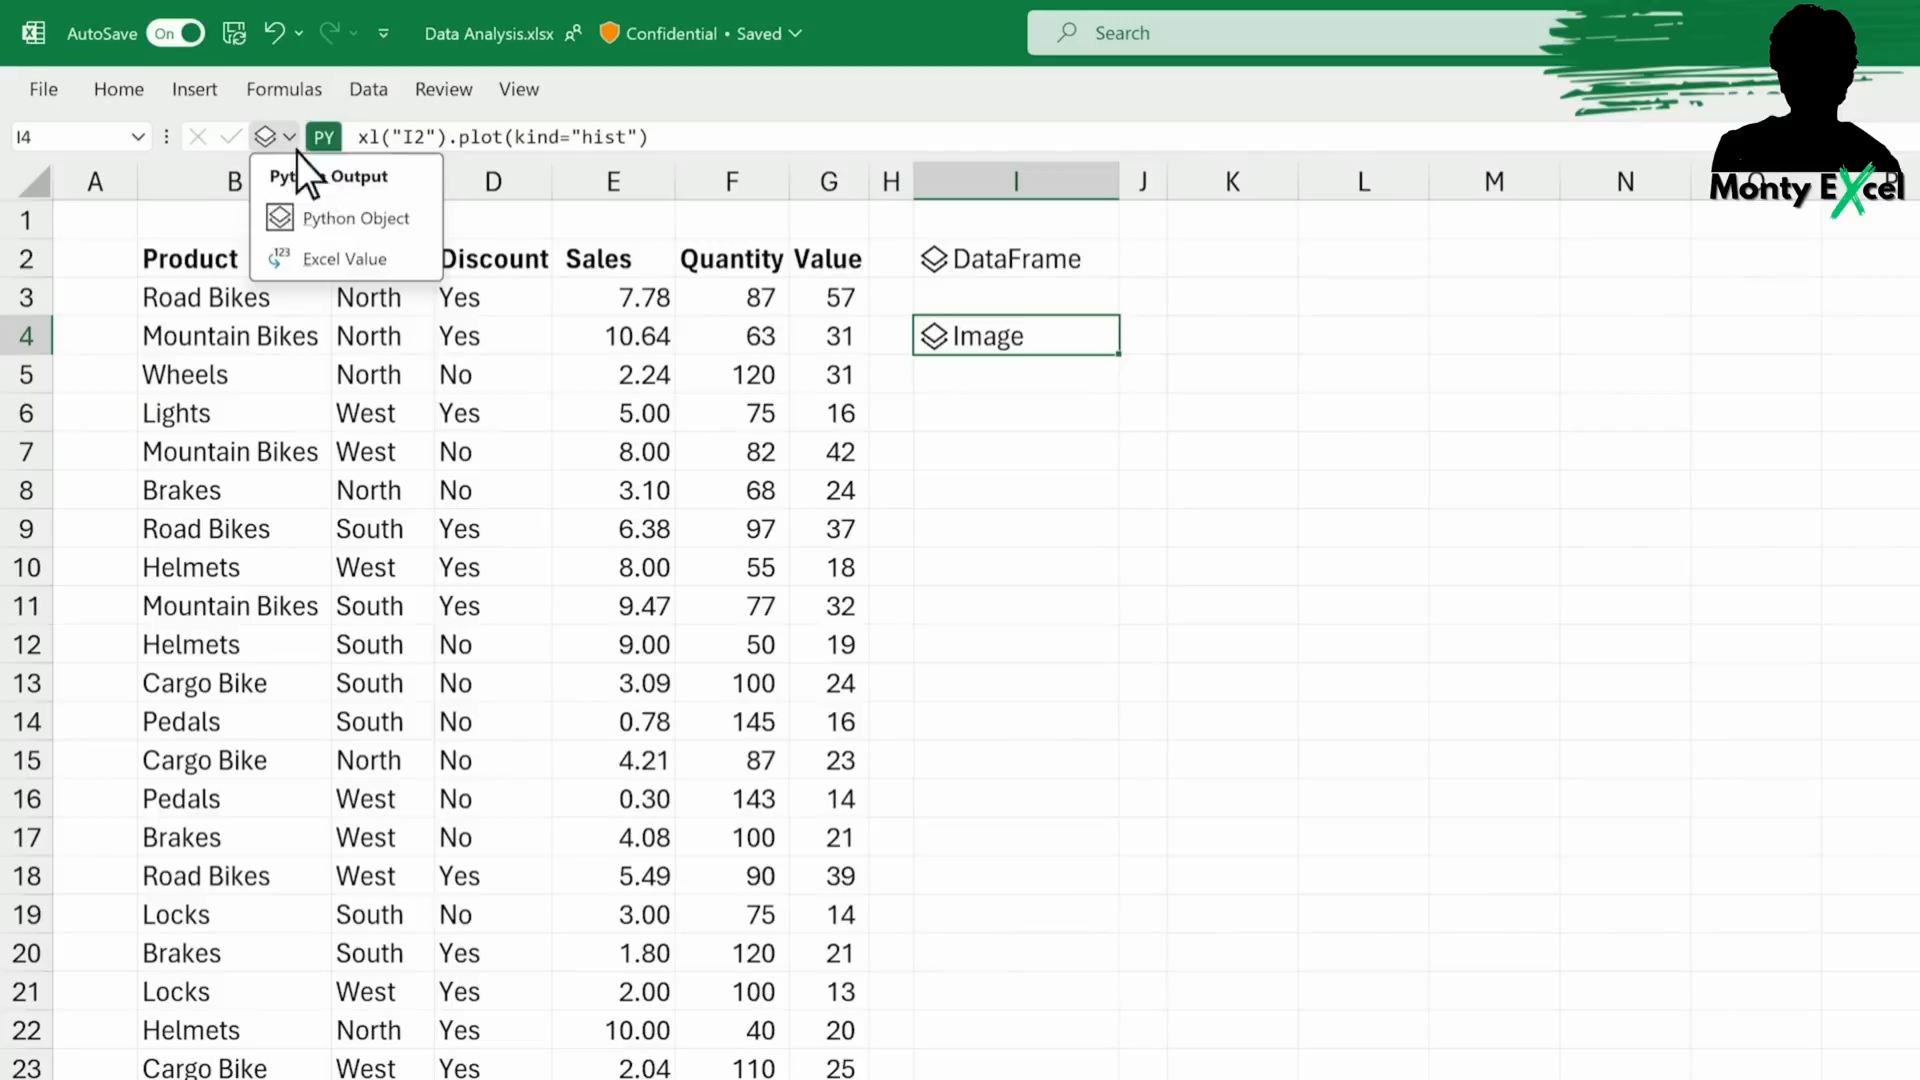 AutoSave On Data Analysis.xlsx Confidential • Saved Search
File Home Insert Formulas Data Review View
I4 PY xl("I2").plot(kind="hist")
Monty EXcel
Python Output
Python Object
Excel Value
A B D E F G H I J K L M N
1
2 Product Discount Sales Quantity Value DataFrame
3 Road Bikes North Yes 7.78 87 57
4 Mountain Bikes North Yes 10.64 63 31 Image
5 Wheels North No 2.24 120 31
6 Lights West Yes 5.00 75 16
7 Mountain Bikes West No 8.00 82 42
8 Brakes North No 3.10 68 24
9 Road Bikes South Yes 6.38 97 37
10 Helmets West Yes 8.00 55 18
11 Mountain Bikes South Yes 9.47 77 32
12 Helmets South No 9.00 50 19
13 Cargo Bike South No 3.09 100 24
14 Pedals South No 0.78 145 16
15 Cargo Bike North No 4.21 87 23
16 Pedals West No 0.30 143 14
17 Brakes West No 4.08 100 21
18 Road Bikes West Yes 5.49 90 39
19 Locks South No 3.00 75 14
20 Brakes South Yes 1.80 120 21
21 Locks West Yes 2.00 100 13
22 Helmets North Yes 10.00 40 20
23 Cargo Bike West Yes 2.04 110 25